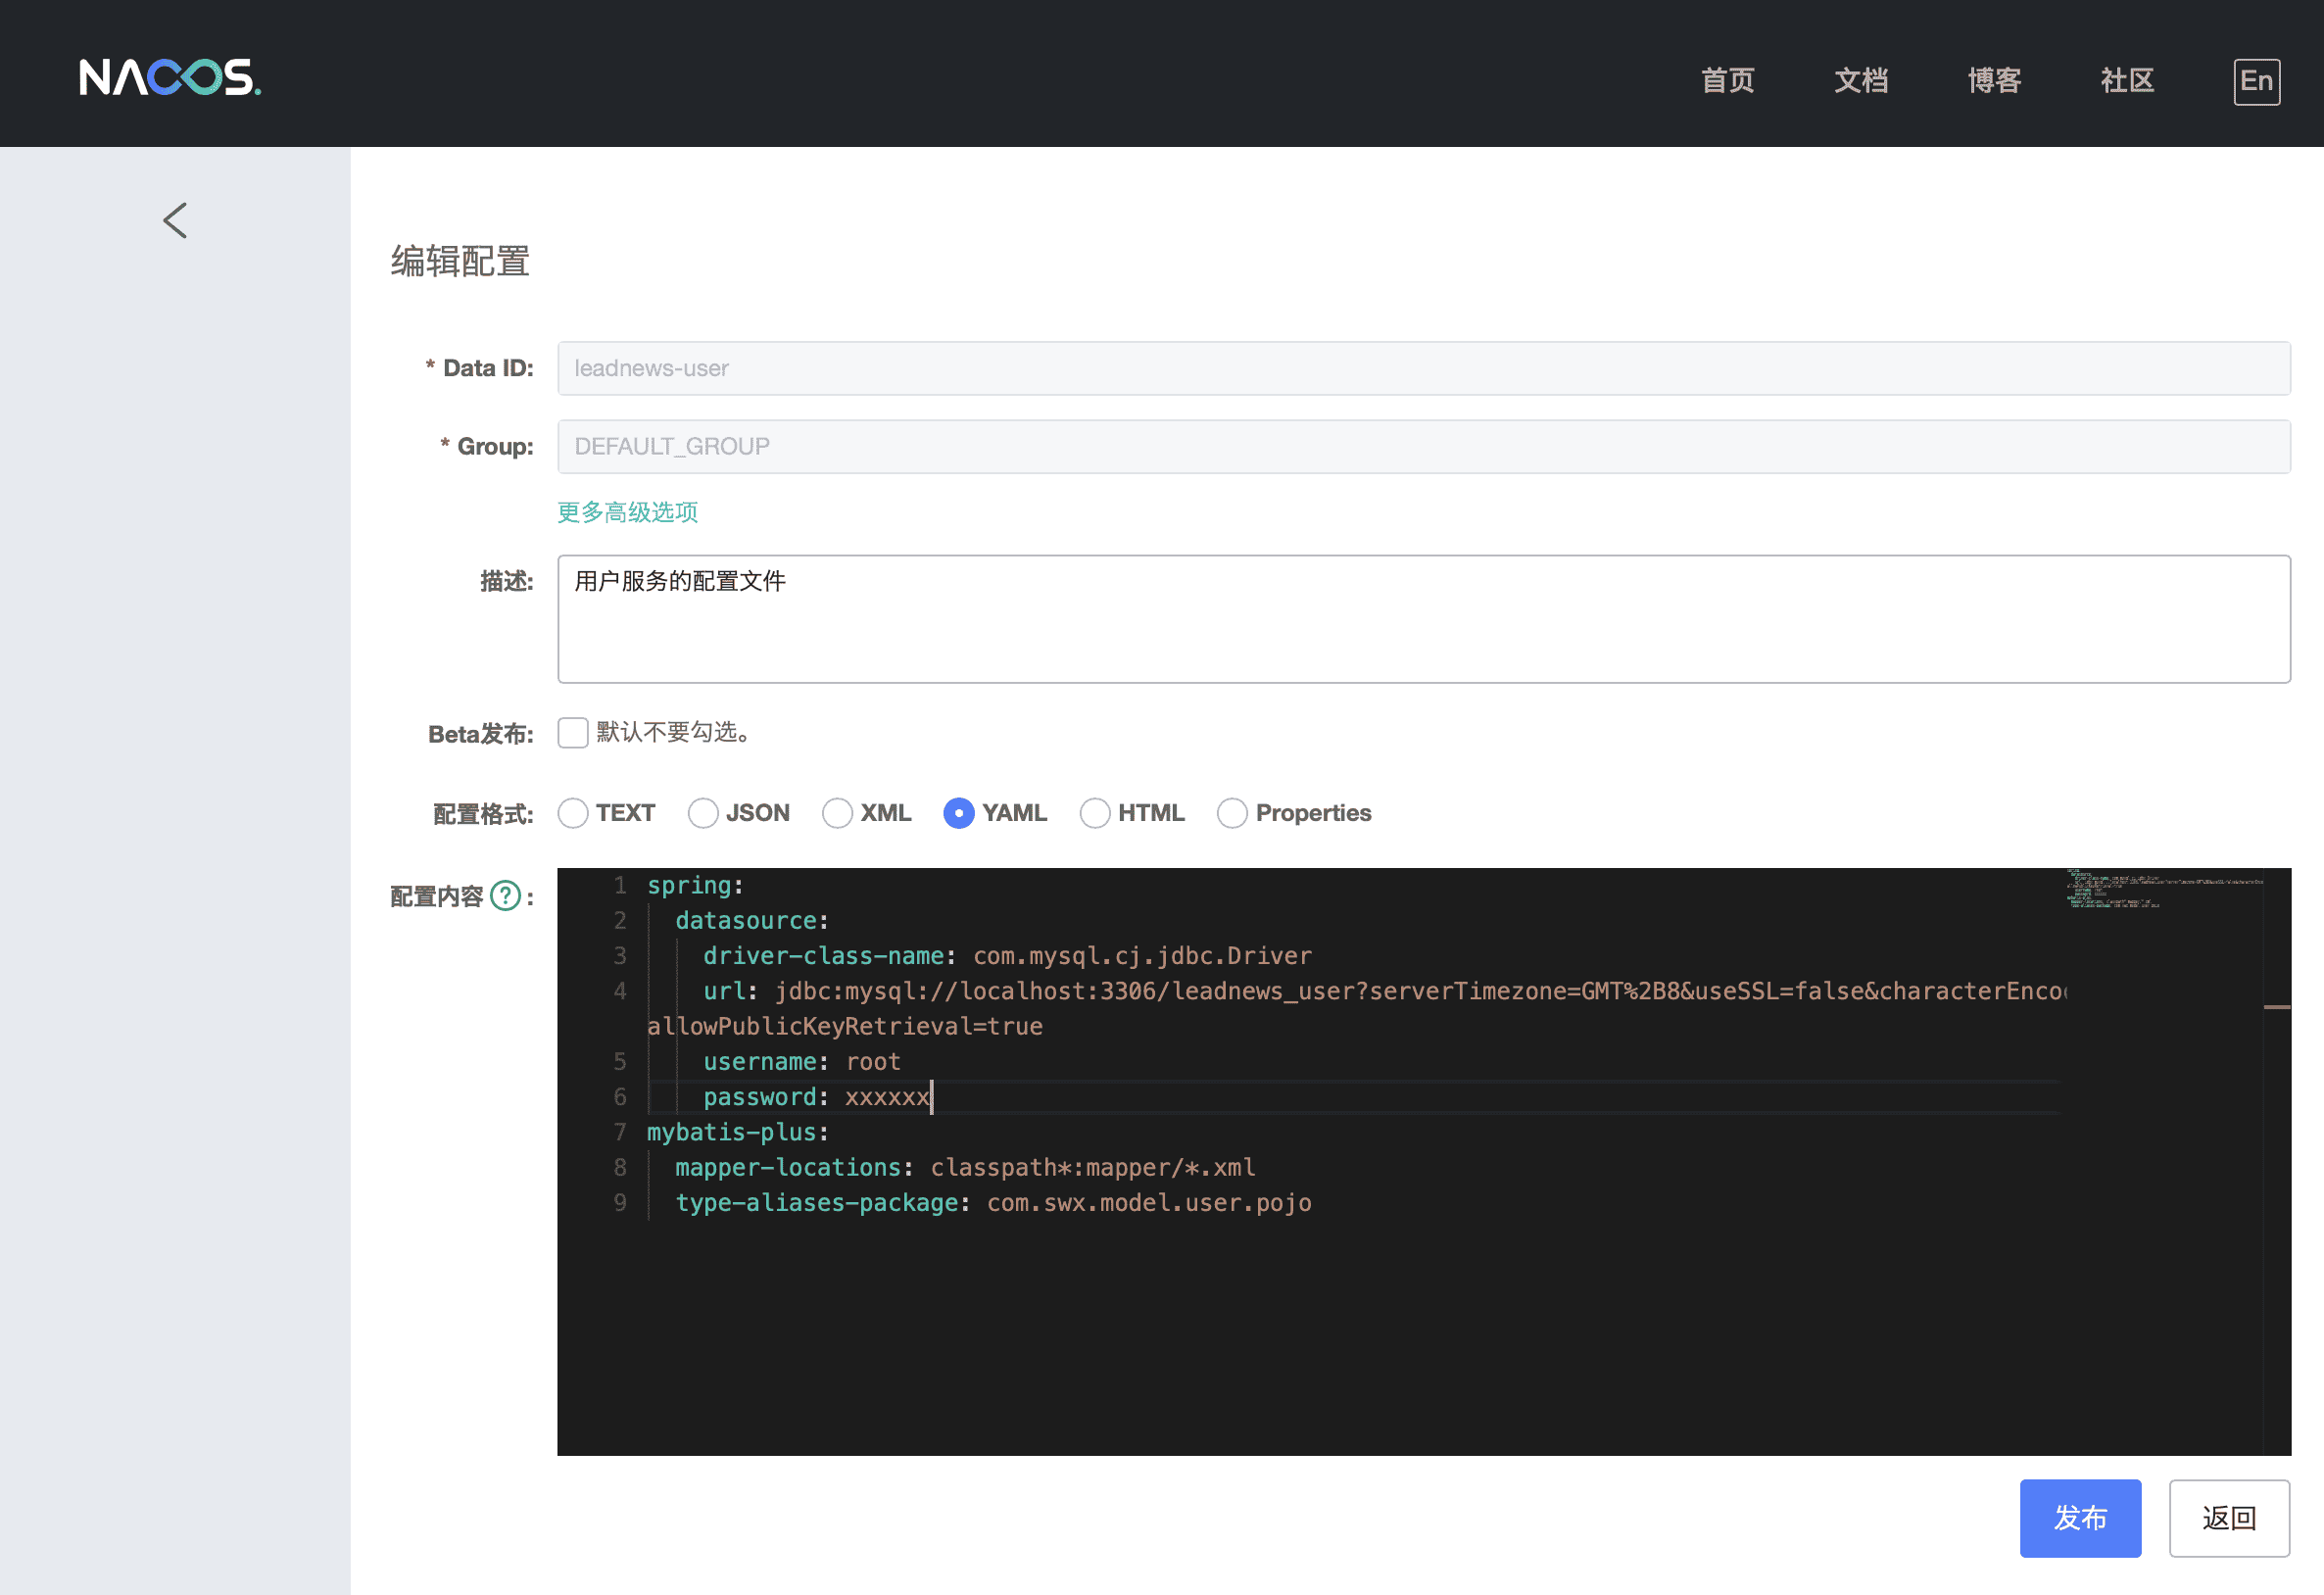 NACOS.
首页 文档 博客 社区 En
编辑配置
* Data ID: leadnews-user
* Group: DEFAULT_GROUP
更多高级选项
描述: 用户服务的配置文件
Beta发布: 默认不要勾选。
配置格式: TEXT JSON XML YAML HTML Properties
配置内容 ? :
1 spring:
2 datasource:
3 driver-class-name: com.mysql.cj.jdbc.Driver
4 url: jdbc:mysql://localhost:3306/leadnews_user?serverTimezone=GMT%2B8&useSSL=false&characterEnco
allowPublicKeyRetrieval=true
5 username: root
6 password: xxxxxx
7 mybatis-plus:
8 mapper-locations: classpath*:mapper/*.xml
9 type-aliases-package: com.swx.model.user.pojo
发布 返回